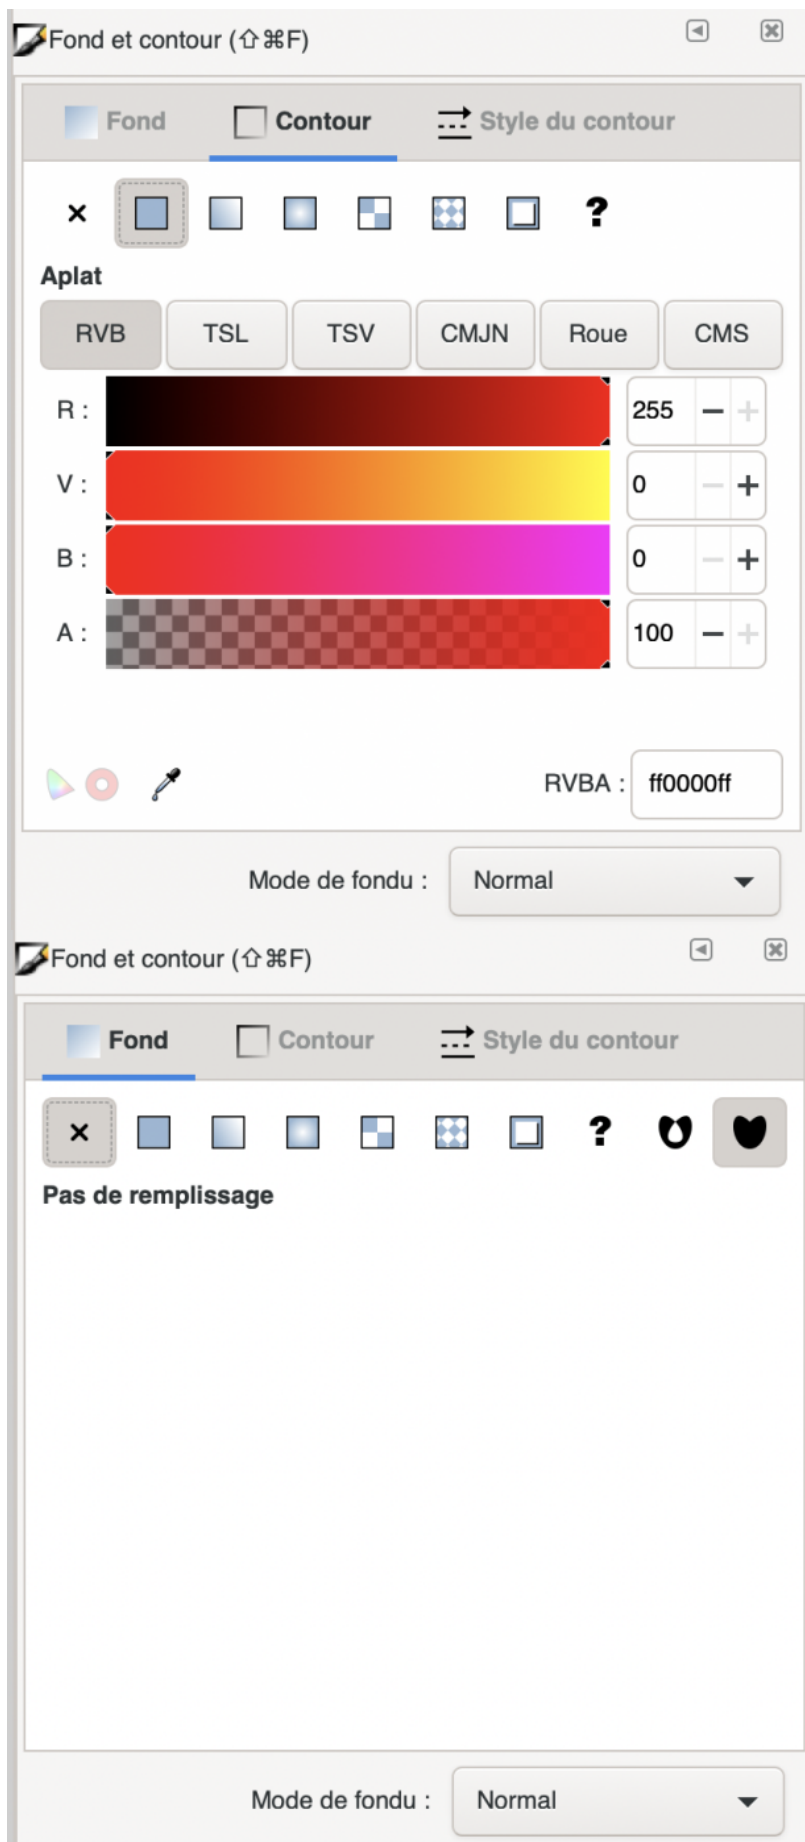 Fond et contour (⇧⌘F)
Fond Contour Style du contour
?
Aplat
RVB TSL TSV CMJN Roue CMS
R : 255 − +
V : 0 − +
B : 0 − +
A : 100 − +
RVBA : ff0000ff
Mode de fondu : Normal
Fond et contour (⇧⌘F)
Fond Contour Style du contour
?
Pas de remplissage
Mode de fondu : Normal